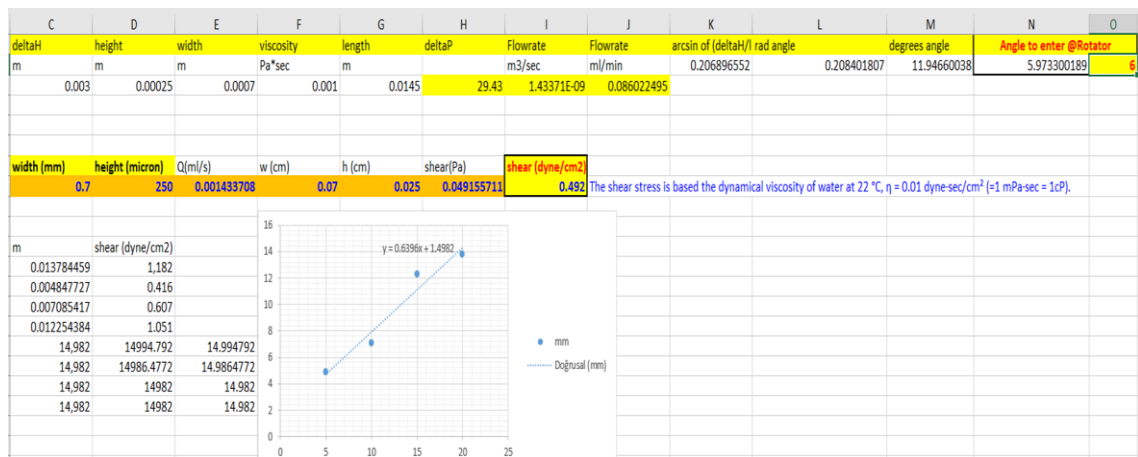 C D E F G H I J K L M N O
deltaH height width viscosity length deltaP Flowrate Flowrate arcsin of (deltaH/l rad angle degrees angle Angle to enter @Rotator
m m m Pa*sec m m3/sec ml/min 0.206896552 0.208401807 11.94660038 5.973300189 6
0.003 0.00025 0.0007 0.001 0.0145 29.43 1.43371E-09 0.086022495
width (mm) height (micron) Q(ml/s) w (cm) h (cm) shear(Pa) shear (dyne/cm2)
0.7 250 0.001433708 0.07 0.025 0.049155711 0.492 The shear stress is based the dynamical viscosity of water at 22 °C, η = 0.01 dyne·sec/cm² (=1 mPa·sec = 1cP).
m shear (dyne/cm2)
0.013784459 1,182
0.004847727 0.416
0.007085417 0.607
0.012254384 1.051
14,982 14994.792 14.994792
14,982 14986.4772 14.9864772
14,982 14982 14.982
14,982 14982 14.982
16
14
12
10
8
6
4
2
0
y = 0.6396x + 1.4982
0 5 10 15 20 25
mm
Doğrusal (mm)